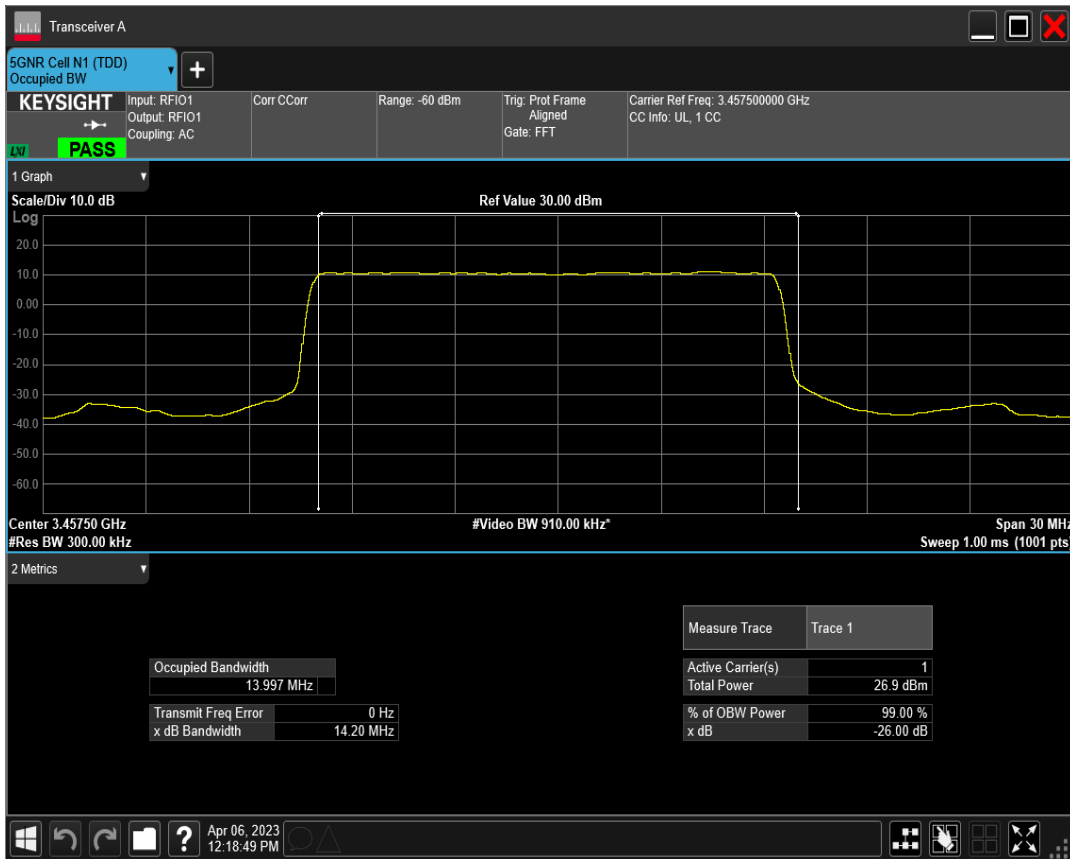 Transceiver A
5GNR Cell N1 (TDD)
Occupied BW
+
KEYSIGHT
LXI
PASS
Input: RFIO1
Output: RFIO1
Coupling: AC
Corr CCorr
Range: -60 dBm
Trig: Prot Frame
Aligned
Gate: FFT
Carrier Ref Freq: 3.457500000 GHz
CC Info: UL, 1 CC
1 Graph
Scale/Div 10.0 dB
Ref Value 30.00 dBm
Log
20.0
10.0
0.00
-10.0
-20.0
-30.0
-40.0
-50.0
-60.0
Center 3.45750 GHz
#Video BW 910.00 kHz*
Span 30 MHz
#Res BW 300.00 kHz
Sweep 1.00 ms (1001 pts)
2 Metrics
Measure Trace Trace 1
Occupied Bandwidth
13.997 MHz
Active Carrier(s) 1
Total Power 26.9 dBm
Transmit Freq Error 0 Hz
x dB Bandwidth 14.20 MHz
% of OBW Power 99.00 %
x dB -26.00 dB
?
Apr 06, 2023
12:18:49 PM